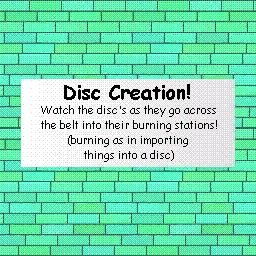 Disc Creation!
Watch the disc's as they go across
the belt into their burning stations!
(burning as in importing
things into a disc)